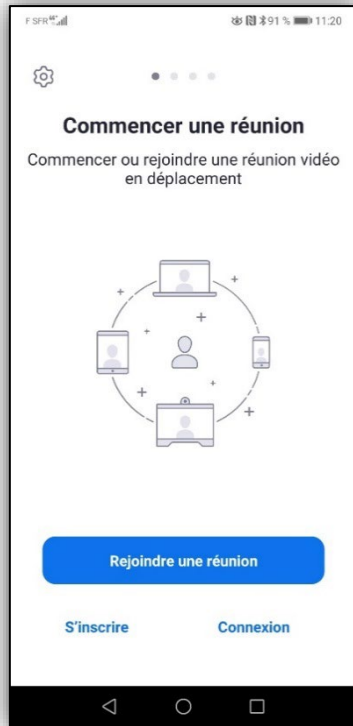 F SFR 4G 91 % 11:20
Commencer une réunion
Commencer ou rejoindre une réunion vidéo
en déplacement
Rejoindre une réunion
S'inscrire Connexion